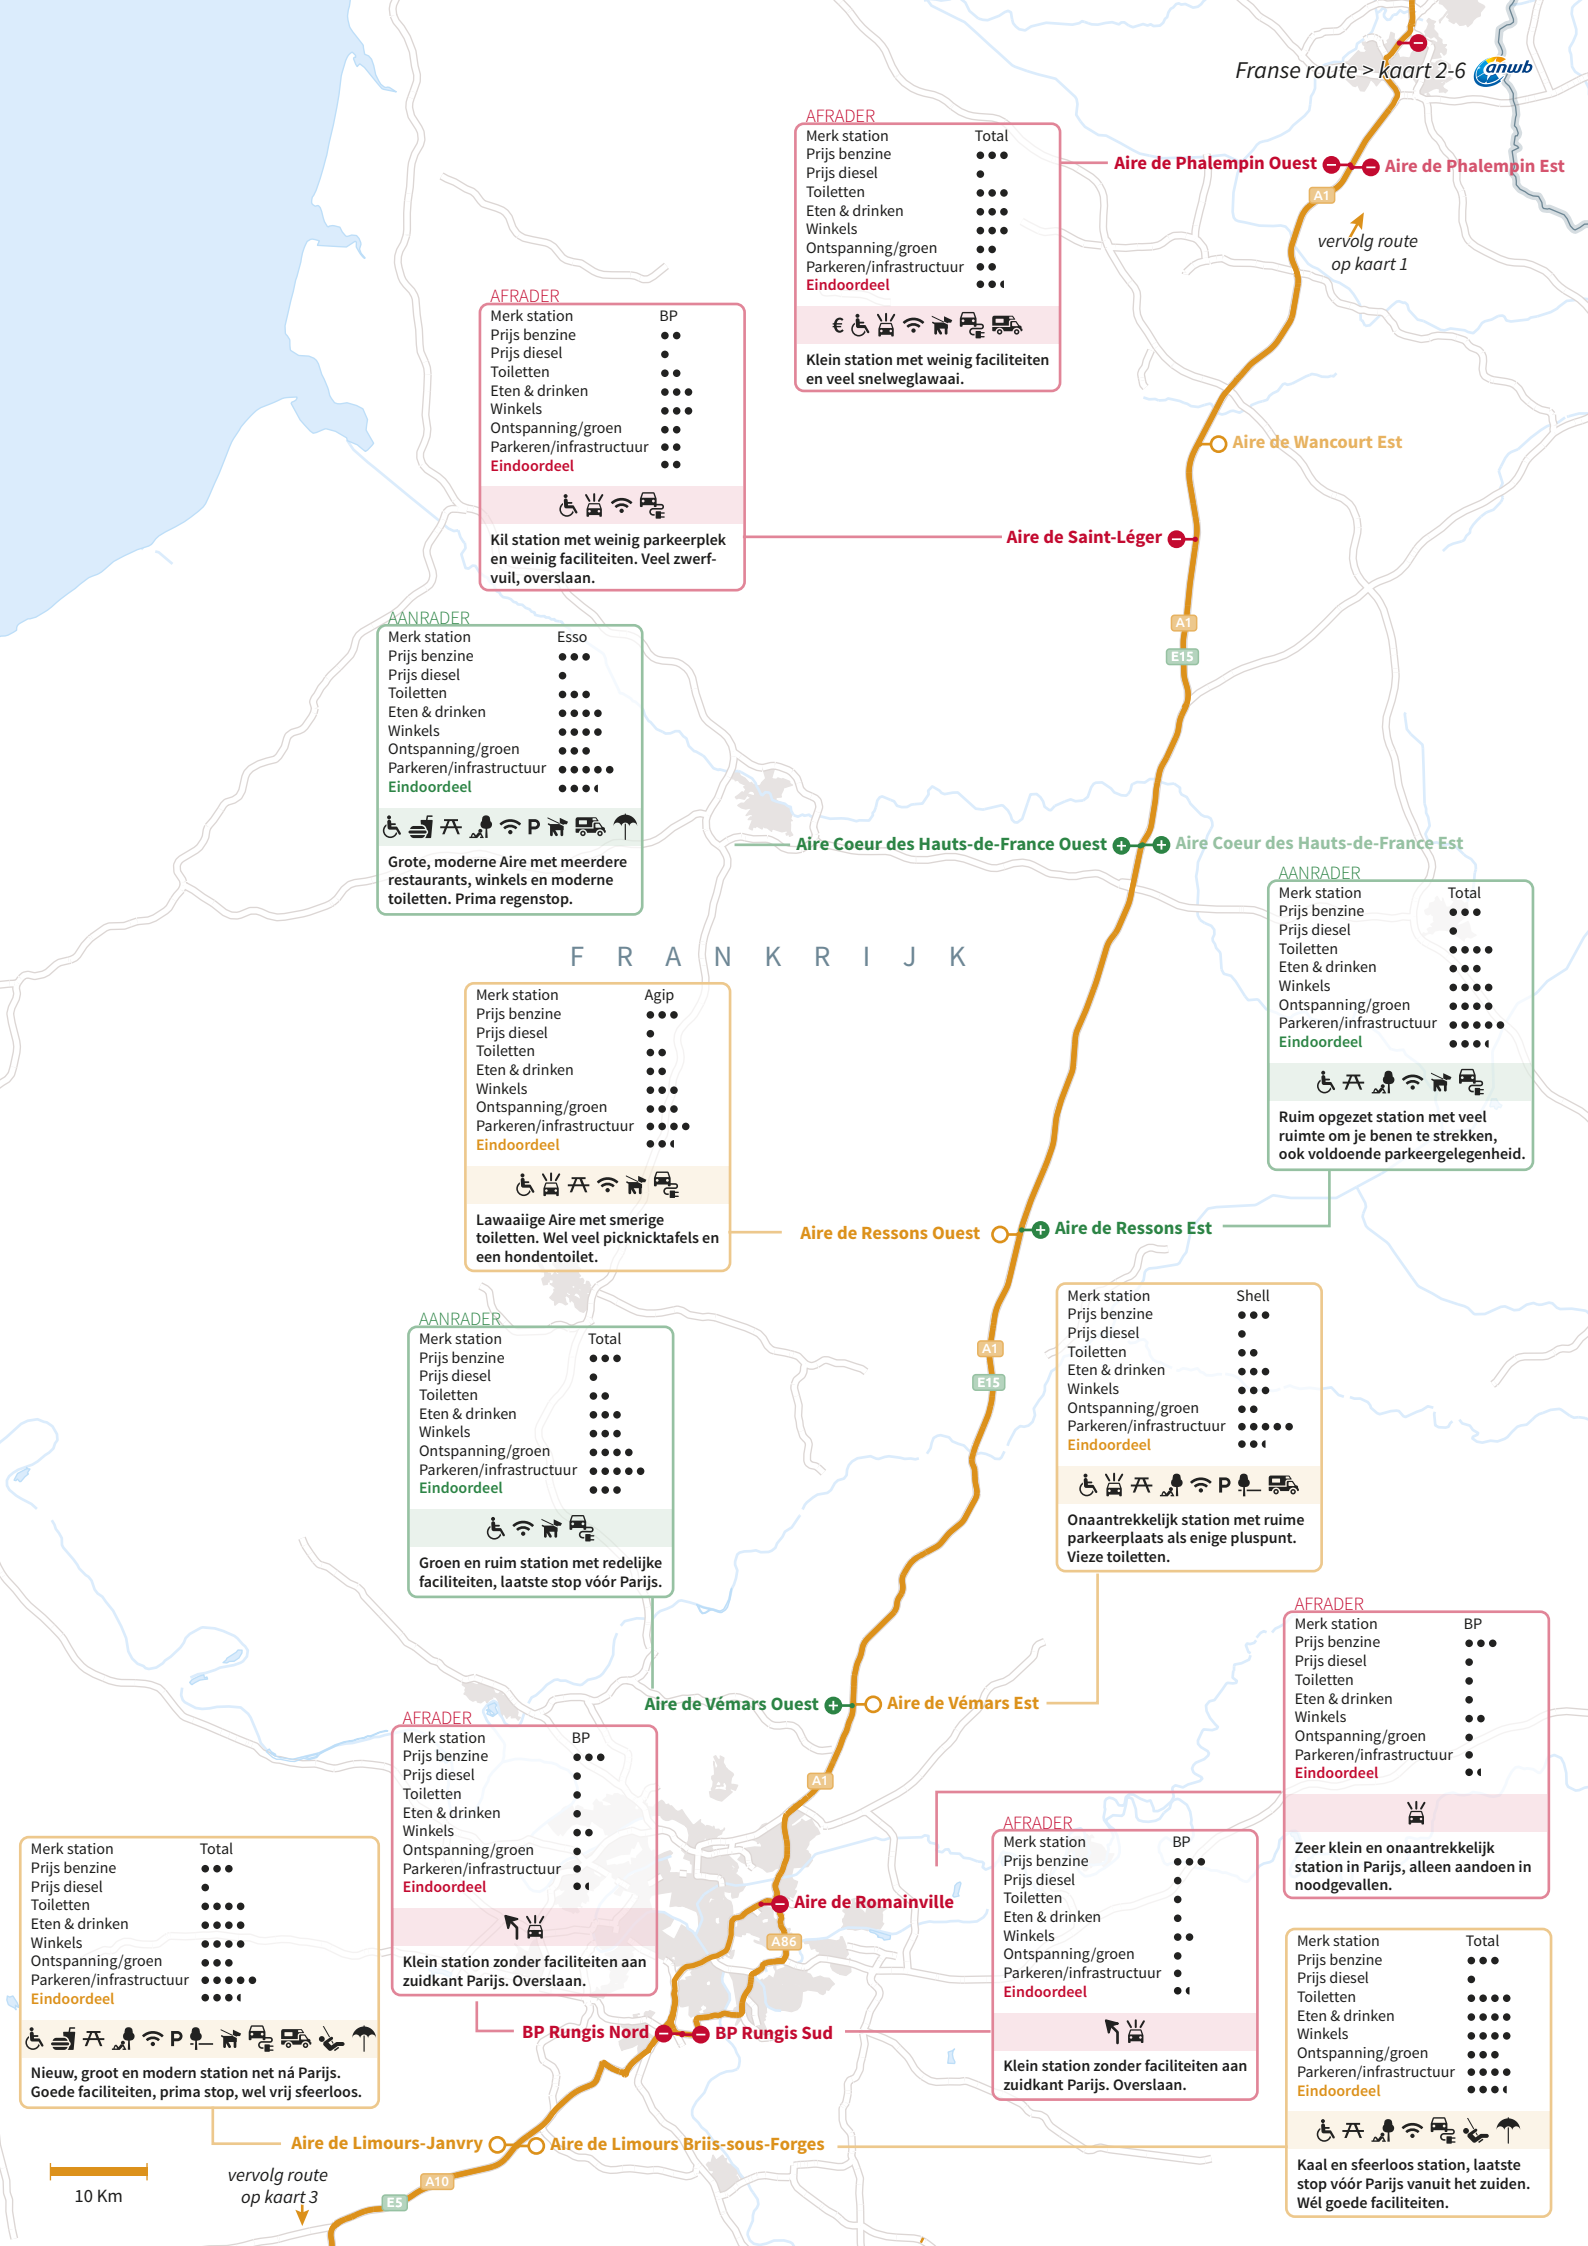 Franse route > kaart 2-6 anwb
AFRADER
Merk station Total
Prijs benzine
Prijs diesel
Toiletten
Eten & drinken
Winkels
Ontspanning/groen
Parkeren/infrastructuur
Eindoordeel
€
Klein station met weinig faciliteiten
en veel snelweglawaai.
Aire de Phalempin Ouest
Aire de Phalempin Est
A1
vervolg route
op kaart 1
AFRADER
Merk station BP
Prijs benzine
Prijs diesel
Toiletten
Eten & drinken
Winkels
Ontspanning/groen
Parkeren/infrastructuur
Eindoordeel
Kil station met weinig parkeerplek
en weinig faciliteiten. Veel zwerf-
vuil, overslaan.
Aire de Wancourt Est
Aire de Saint-Léger
A1
E15
AANRADER
Merk station Esso
Prijs benzine
Prijs diesel
Toiletten
Eten & drinken
Winkels
Ontspanning/groen
Parkeren/infrastructuur
Eindoordeel
P
Grote, moderne Aire met meerdere
restaurants, winkels en moderne
toiletten. Prima regenstop.
Aire Coeur des Hauts-de-France Ouest
Aire Coeur des Hauts-de-France Est
AANRADER
Merk station Total
Prijs benzine
Prijs diesel
Toiletten
Eten & drinken
Winkels
Ontspanning/groen
Parkeren/infrastructuur
Eindoordeel
Ruim opgezet station met veel
ruimte om je benen te strekken,
ook voldoende parkeergelegenheid.
FRANKRIJK
Merk station Agip
Prijs benzine
Prijs diesel
Toiletten
Eten & drinken
Winkels
Ontspanning/groen
Parkeren/infrastructuur
Eindoordeel
Lawaaiige Aire met smerige
toiletten. Wel veel picknicktafels en
een hondentoilet.
Aire de Ressons Ouest
Aire de Ressons Est
A1
E15
Merk station Shell
Prijs benzine
Prijs diesel
Toiletten
Eten & drinken
Winkels
Ontspanning/groen
Parkeren/infrastructuur
Eindoordeel
P
Onaantrekkelijk station met ruime
parkeerplaats als enige pluspunt.
Vieze toiletten.
AANRADER
Merk station Total
Prijs benzine
Prijs diesel
Toiletten
Eten & drinken
Winkels
Ontspanning/groen
Parkeren/infrastructuur
Eindoordeel
Groen en ruim station met redelijke
faciliteiten, laatste stop vóór Parijs.
Aire de Vémars Ouest
Aire de Vémars Est
A1
AFRADER
Merk station BP
Prijs benzine
Prijs diesel
Toiletten
Eten & drinken
Winkels
Ontspanning/groen
Parkeren/infrastructuur
Eindoordeel
Zeer klein en onaantrekkelijk
station in Parijs, alleen aandoen in
noodgevallen.
AFRADER
Merk station BP
Prijs benzine
Prijs diesel
Toiletten
Eten & drinken
Winkels
Ontspanning/groen
Parkeren/infrastructuur
Eindoordeel
Klein station zonder faciliteiten aan
zuidkant Parijs. Overslaan.
Aire de Romainville
A86
AFRADER
Merk station BP
Prijs benzine
Prijs diesel
Toiletten
Eten & drinken
Winkels
Ontspanning/groen
Parkeren/infrastructuur
Eindoordeel
Klein station zonder faciliteiten aan
zuidkant Parijs. Overslaan.
BP Rungis Nord
BP Rungis Sud
Merk station Total
Prijs benzine
Prijs diesel
Toiletten
Eten & drinken
Winkels
Ontspanning/groen
Parkeren/infrastructuur
Eindoordeel
P
Nieuw, groot en modern station net ná Parijs.
Goede faciliteiten, prima stop, wel vrij sfeerloos.
Merk station Total
Prijs benzine
Prijs diesel
Toiletten
Eten & drinken
Winkels
Ontspanning/groen
Parkeren/infrastructuur
Eindoordeel
Kaal en sfeerloos station, laatste
stop vóór Parijs vanuit het zuiden.
Wél goede faciliteiten.
Aire de Limours-Janvry
Aire de Limours Briis-sous-Forges
A10
E5
vervolg route
op kaart 3
10 Km